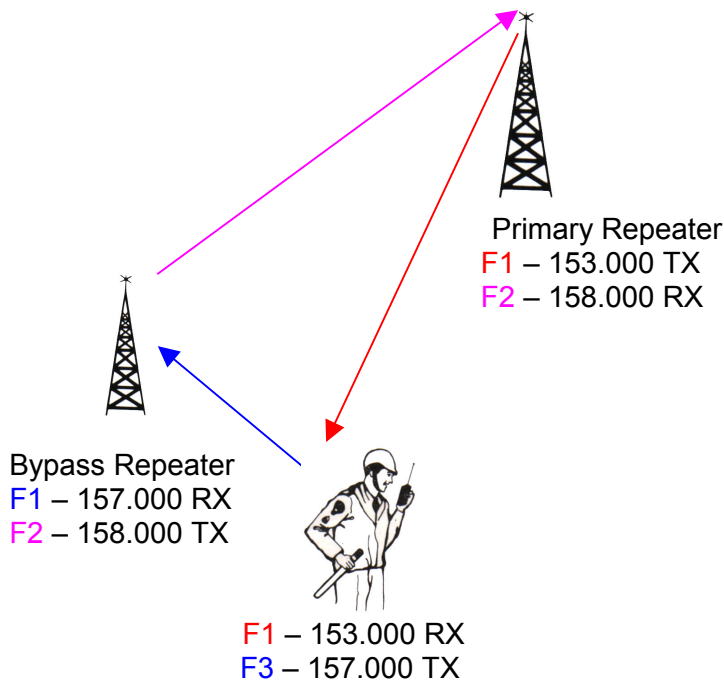 Primary Repeater
F1 – 153.000 TX
F2 – 158.000 RX
Bypass Repeater
F1 – 157.000 RX
F2 – 158.000 TX
F1 – 153.000 RX
F3 – 157.000 TX